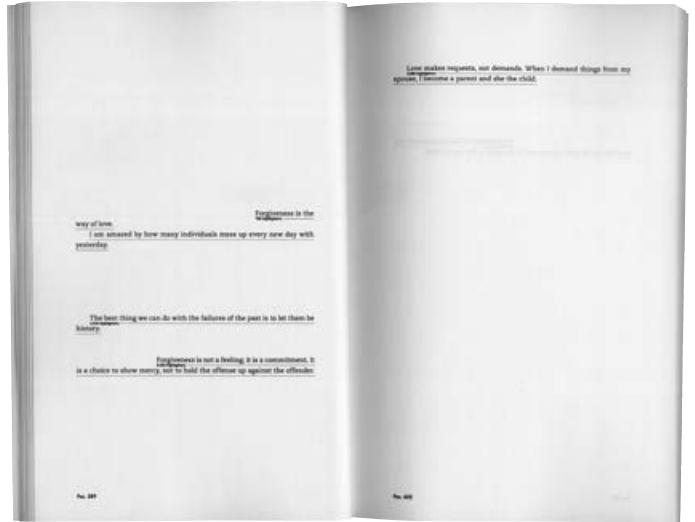 Forgiveness is the
way of love.
I am amazed by how many individuals mess up every new day with
yesterday.
The best thing we can do with the failures of the past is to let them be
history.
Forgiveness is not a feeling; it is a commitment. It
is a choice to show mercy, not to hold the offense up against the offender.
Love makes requests, not demands. When I demand things from my
spouse, I become a parent and she the child.